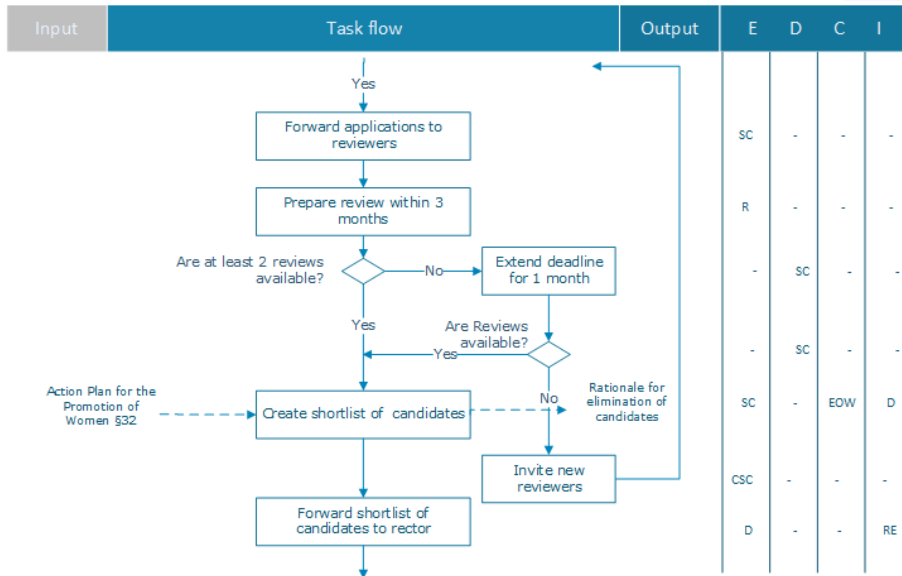 Input Task flow Output E D C I
Yes
Forward applications to
reviewers
SC - - -
Prepare review within 3
months
R - - -
Are at least 2 reviews
available?
No
Extend deadline
for 1 month
- SC - -
Yes
Are Reviews
available?
Yes
- SC - -
Action Plan for the
Promotion of
Women §32
Create shortlist of candidates
No
Rationale for
elimination of
candidates
SC - EOW D
Invite new
reviewers
CSC - - -
Forward shortlist of
candidates to rector
D - - RE